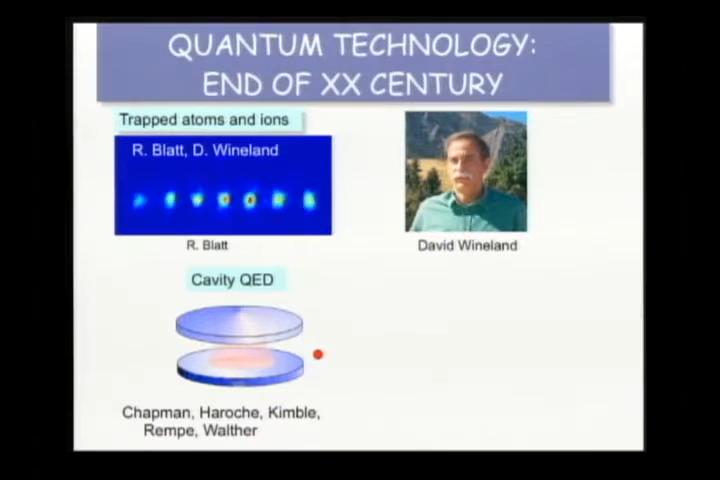 QUANTUM TECHNOLOGY:
END OF XX CENTURY
Trapped atoms and ions
R. Blatt, D. Wineland
R. Blatt
David Wineland
Cavity QED
Chapman, Haroche, Kimble,
Rempe, Walther